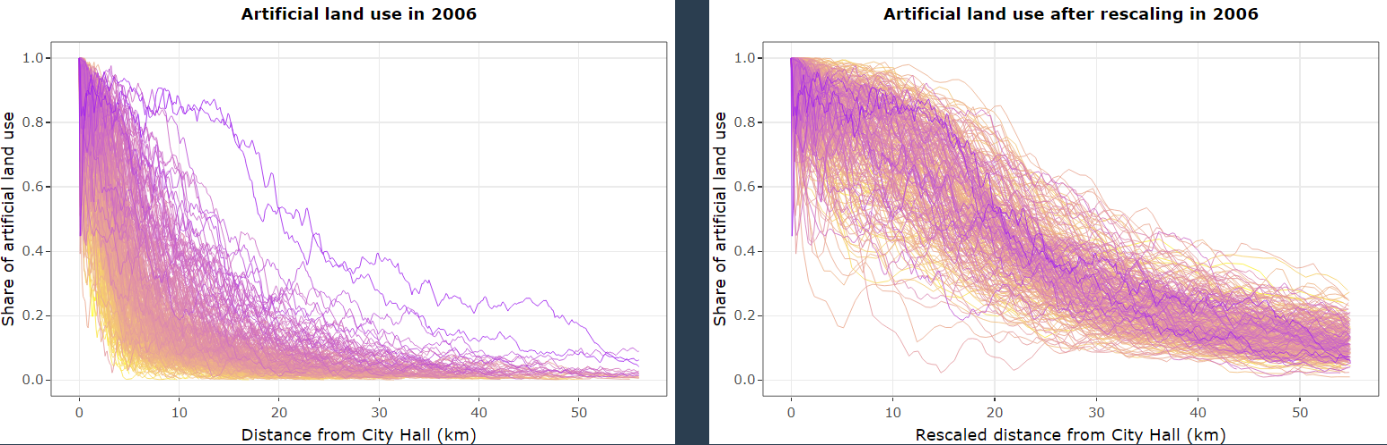 Artificial land use in 2006
Share of artificial land use
1.0
0.8
0.6
0.4
0.2
0.0
0 10 20 30 40 50
Distance from City Hall (km)
Artificial land use after rescaling in 2006
Share of artificial land use
1.0
0.8
0.6
0.4
0.2
0.0
0 10 20 30 40 50
Rescaled distance from City Hall (km)